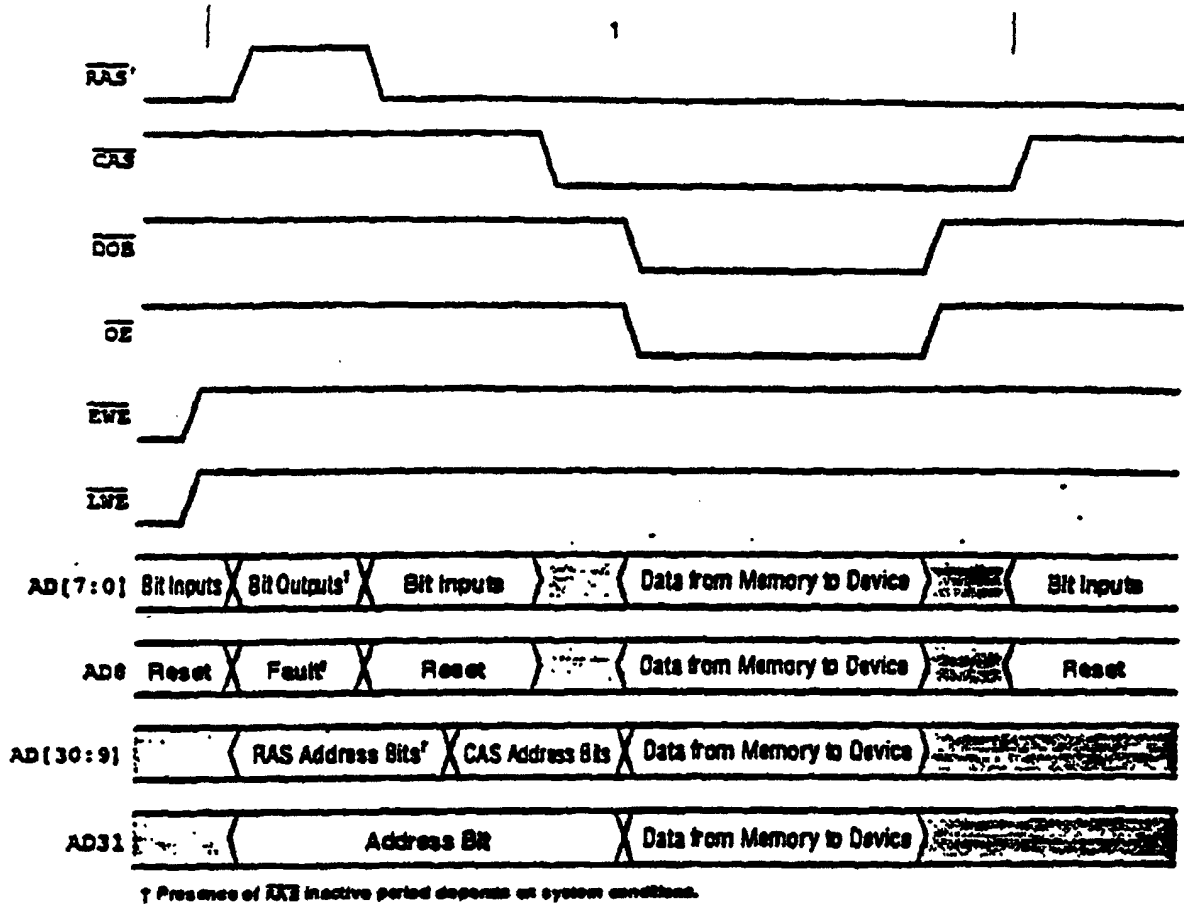 1
RAS†
CAS
DOB
OE
EWE
LWE
AD[7:0] Bit Inputs Bit Outputs† Bit Inputs Data from Memory to Device Bit Inputs
AD8 Reset Fault† Reset Data from Memory to Device Reset
AD[30:9] RAS Address Bits† CAS Address Bits Data from Memory to Device
AD31 Address Bit Data from Memory to Device
† Presence of RAS inactive period depends on system conditions.